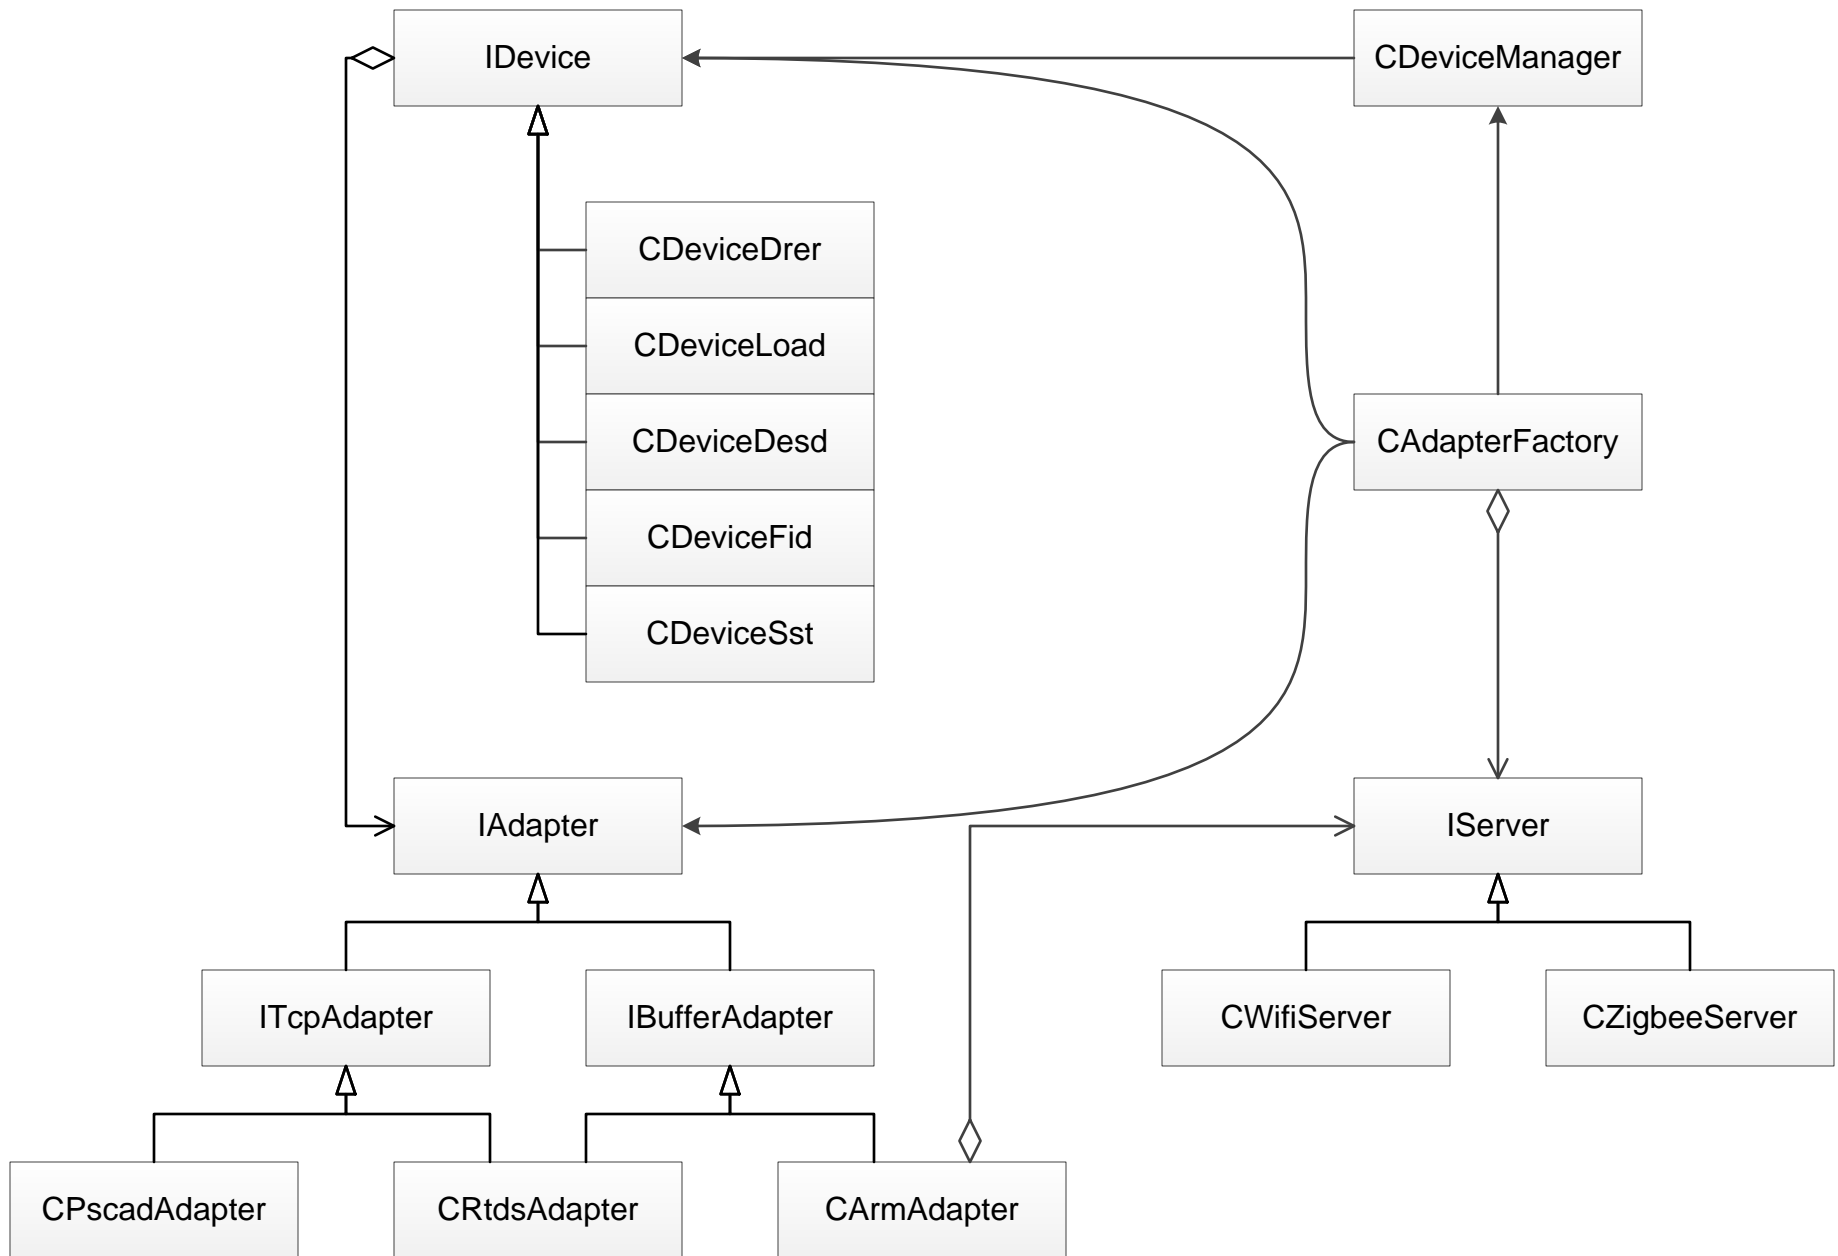 IDevice
CDeviceManager
CDeviceDrer
CDeviceLoad
CDeviceDesd
CAdapterFactory
CDeviceFid
CDeviceSst
IAdapter
IServer
ITcpAdapter
IBufferAdapter
CWifiServer
CZigbeeServer
CPscadAdapter
CRtdsAdapter
CArmAdapter